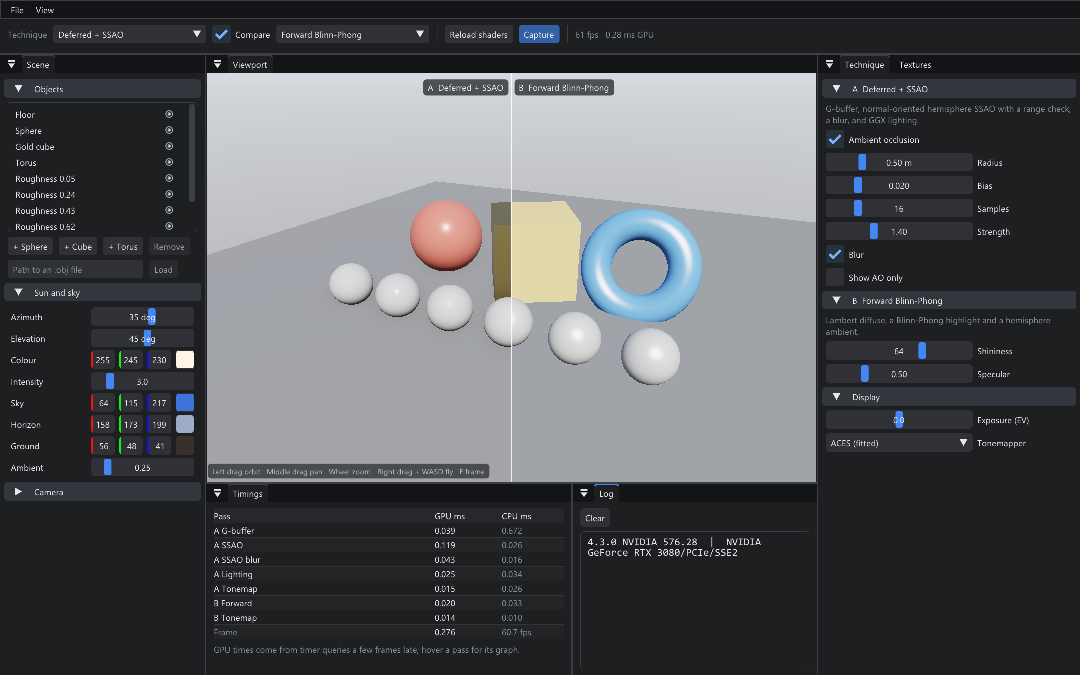 File View
Technique Deferred + SSAO Compare Forward Blinn-Phong Reload shaders Capture 61 fps 0.28 ms GPU
Scene
Objects
Floor
Sphere
Gold cube
Torus
Roughness 0.05
Roughness 0.24
Roughness 0.43
Roughness 0.62
+ Sphere + Cube + Torus Remove
Path to an .obj file Load
Sun and sky
Azimuth 35 deg
Elevation 45 deg
Colour 255 245 230
Intensity 3.0
Sky 64 115 217
Horizon 158 173 199
Ground 56 48 41
Ambient 0.25
Camera
Viewport
A Deferred + SSAO B Forward Blinn-Phong
Left drag orbit Middle drag pan Wheel zoom Right drag + WASD fly F frame
Timings
Pass GPU ms CPU ms
A G-buffer 0.039 0.672
A SSAO 0.119 0.026
A SSAO blur 0.043 0.016
A Lighting 0.025 0.034
A Tonemap 0.015 0.026
B Forward 0.020 0.033
B Tonemap 0.014 0.010
Frame 0.276 60.7 fps
GPU times come from timer queries a few frames late; hover a pass for its graph.
Log
Clear
4.3.0 NVIDIA 576.28 | NVIDIA
GeForce RTX 3080/PCIe/SSE2
Technique Textures
A Deferred + SSAO
G-buffer, normal-oriented hemisphere SSAO with a range check,
a blur, and GGX lighting.
Ambient occlusion
0.50 m Radius
0.020 Bias
16 Samples
1.40 Strength
Blur
Show AO only
B Forward Blinn-Phong
Lambert diffuse, a Blinn-Phong highlight and a hemisphere
ambient.
64 Shininess
0.50 Specular
Display
0.0 Exposure (EV)
ACES (fitted) Tonemapper